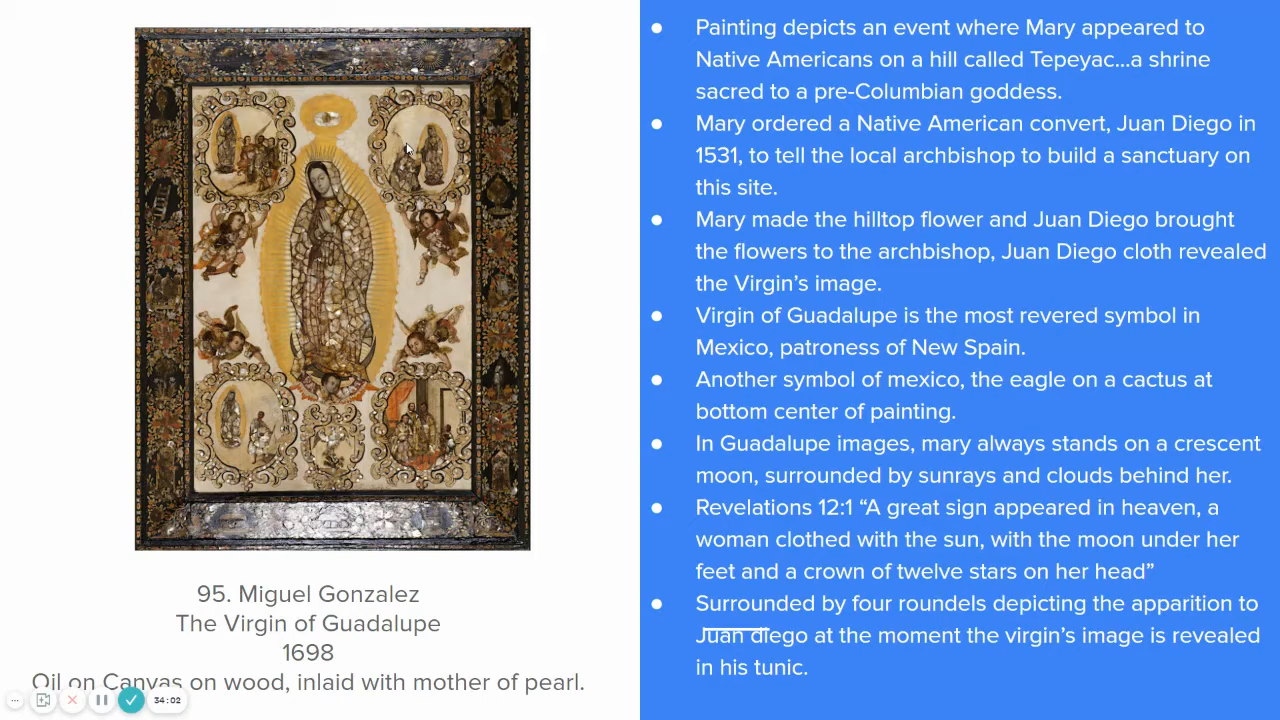 95. Miguel Gonzalez
The Virgin of Guadalupe
1698
Oil on Canvas on wood, inlaid with mother of pearl.
34:02
● Painting depicts an event where Mary appeared to
Native Americans on a hill called Tepeyac...a shrine
sacred to a pre-Columbian goddess.
● Mary ordered a Native American convert, Juan Diego in
1531, to tell the local archbishop to build a sanctuary on
this site.
● Mary made the hilltop flower and Juan Diego brought
the flowers to the archbishop, Juan Diego cloth revealed
the Virgin’s image.
● Virgin of Guadalupe is the most revered symbol in
Mexico, patroness of New Spain.
● Another symbol of mexico, the eagle on a cactus at
bottom center of painting.
● In Guadalupe images, mary always stands on a crescent
moon, surrounded by sunrays and clouds behind her.
● Revelations 12:1 “A great sign appeared in heaven, a
woman clothed with the sun, with the moon under her
feet and a crown of twelve stars on her head”
● Surrounded by four roundels depicting the apparition to
Juan diego at the moment the virgin’s image is revealed
in his tunic.